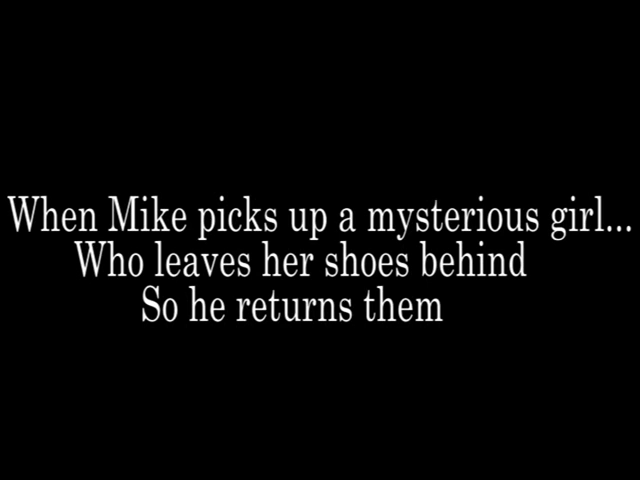 When Mike picks up a mysterious girl...
Who leaves her shoes behind
So he returns them